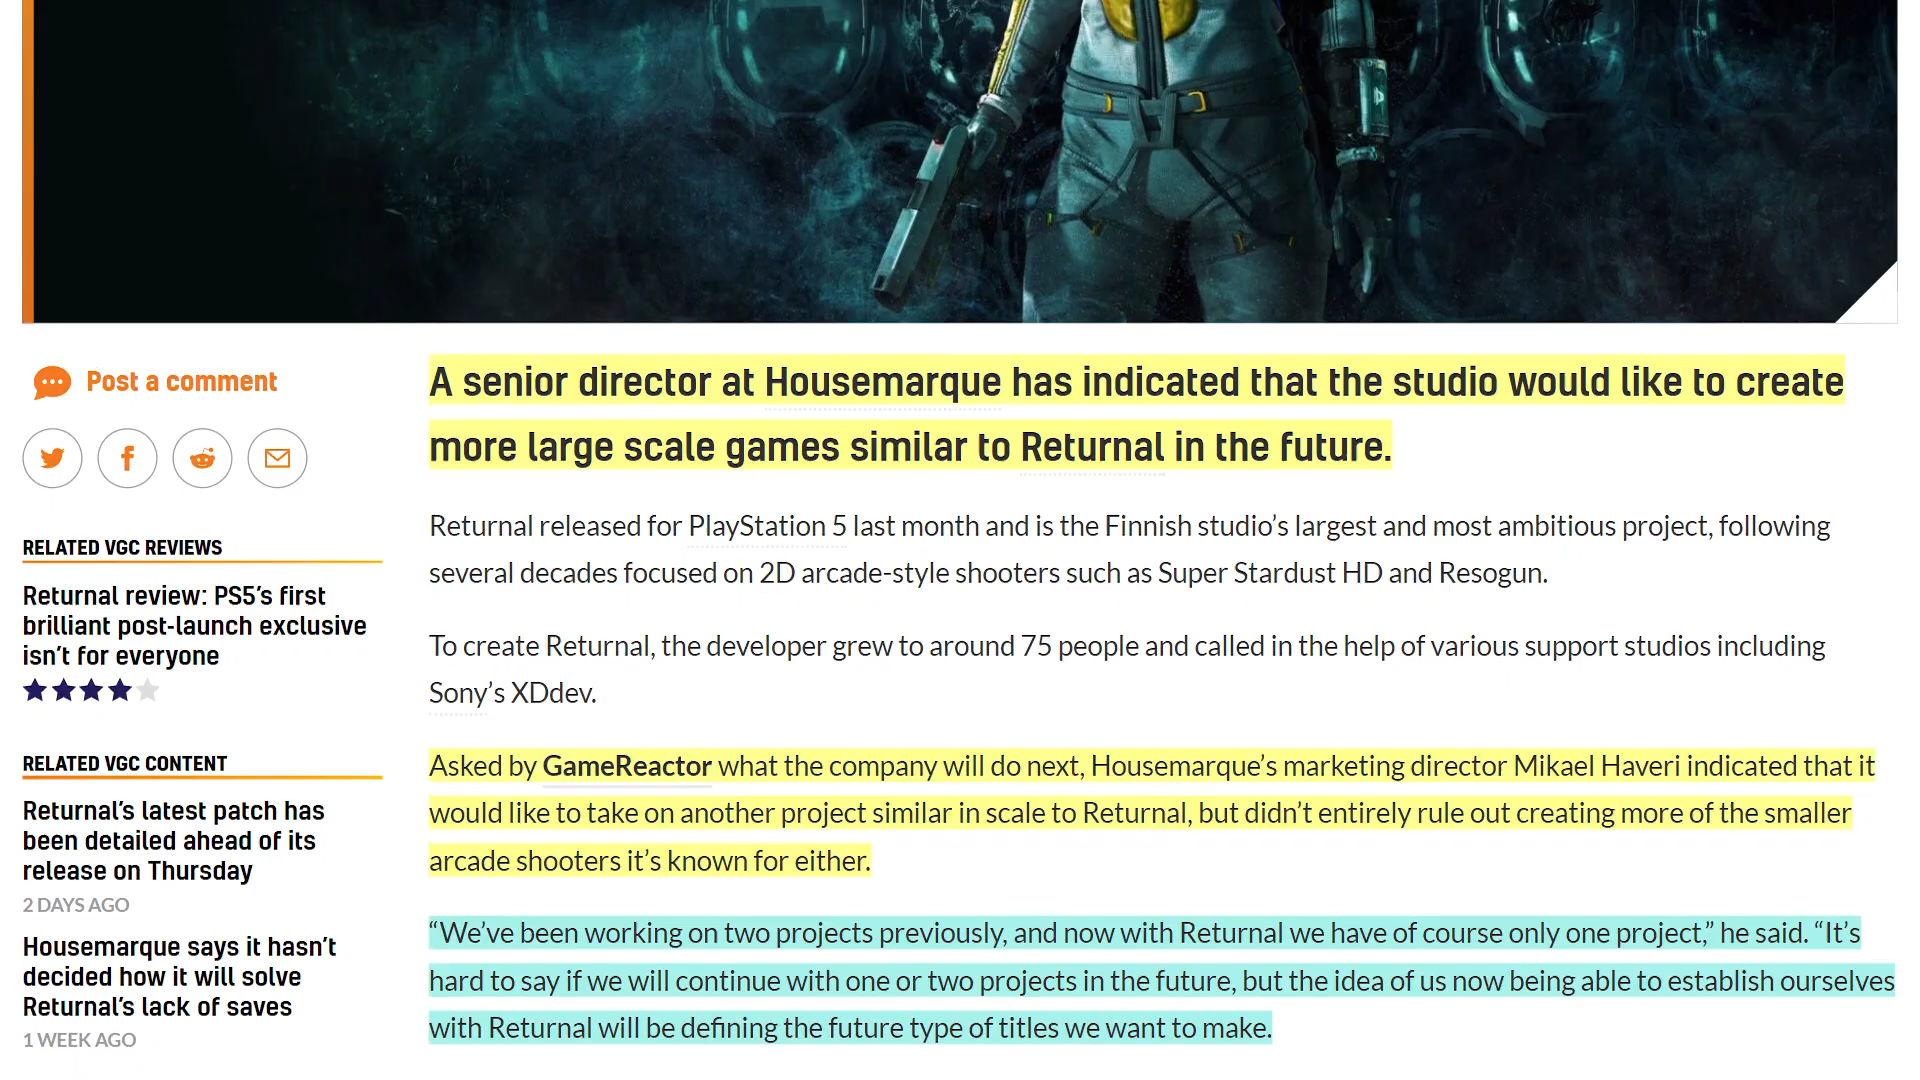 Post a comment
RELATED VGC REVIEWS
Returnal review: PS5’s first
brilliant post-launch exclusive
isn’t for everyone
RELATED VGC CONTENT
Returnal’s latest patch has
been detailed ahead of its
release on Thursday
2 DAYS AGO
Housemarque says it hasn’t
decided how it will solve
Returnal’s lack of saves
1 WEEK AGO
A senior director at Housemarque has indicated that the studio would like to create
more large scale games similar to Returnal in the future.
Returnal released for PlayStation 5 last month and is the Finnish studio’s largest and most ambitious project, following
several decades focused on 2D arcade-style shooters such as Super Stardust HD and Resogun.
To create Returnal, the developer grew to around 75 people and called in the help of various support studios including
Sony’s XDdev.
Asked by GameReactor what the company will do next, Housemarque’s marketing director Mikael Haveri indicated that it
would like to take on another project similar in scale to Returnal, but didn’t entirely rule out creating more of the smaller
arcade shooters it’s known for either.
“We’ve been working on two projects previously, and now with Returnal we have of course only one project,” he said. “It’s
hard to say if we will continue with one or two projects in the future, but the idea of us now being able to establish ourselves
with Returnal will be defining the future type of titles we want to make.